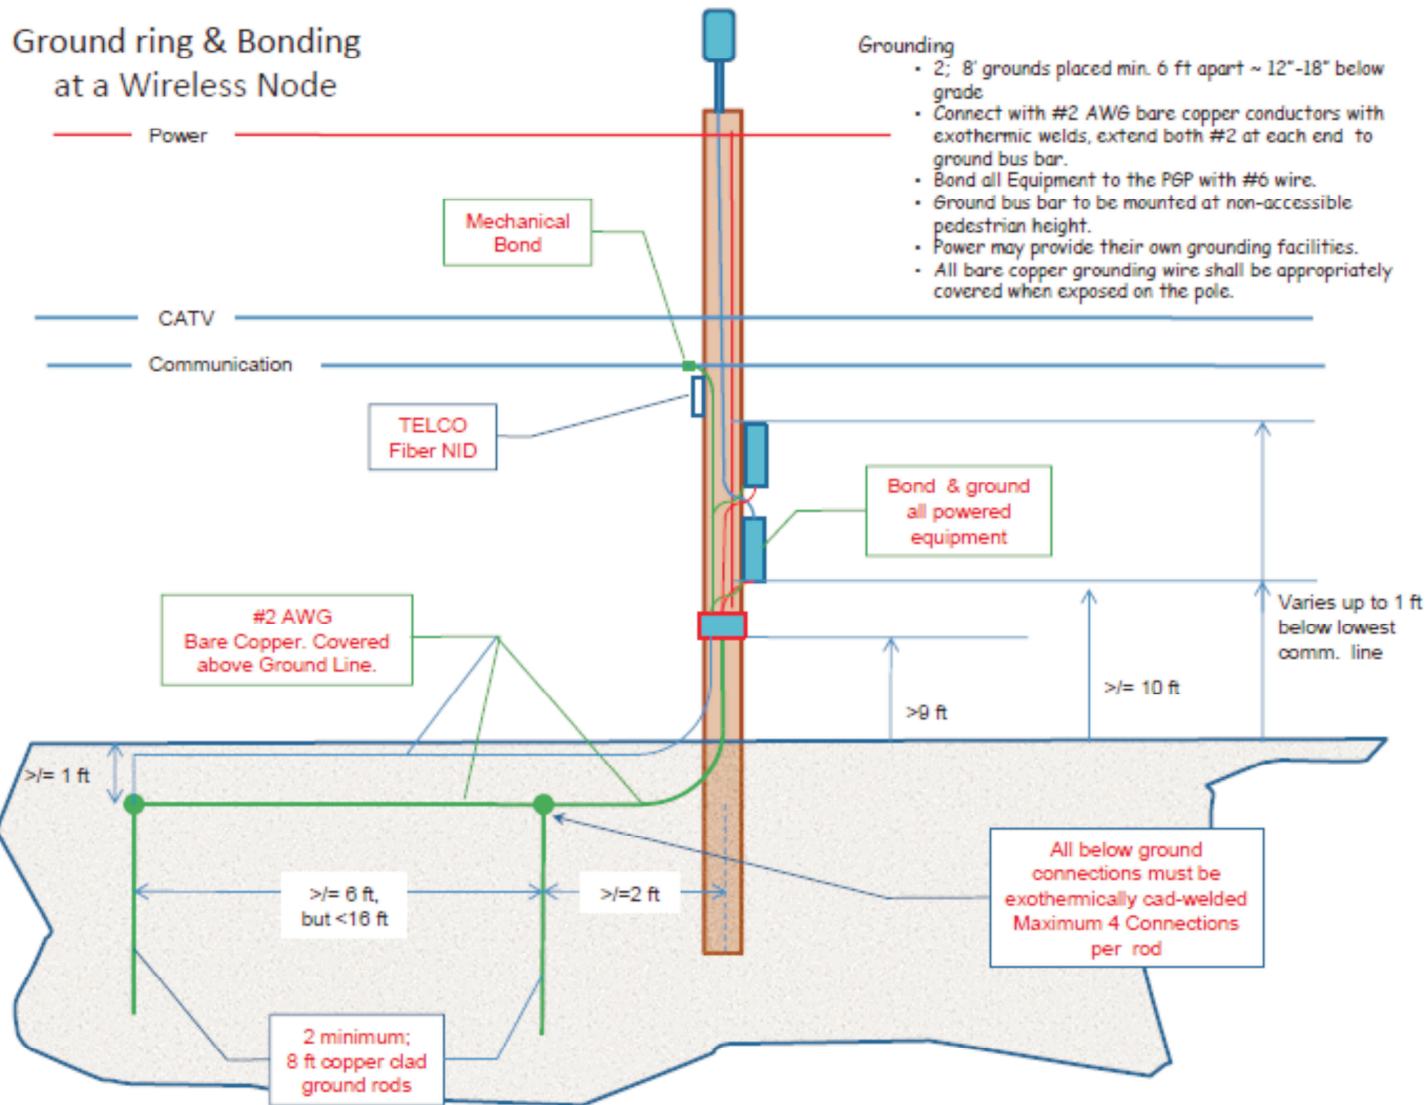 Ground ring & Bonding
at a Wireless Node
Grounding
• 2; 8' grounds placed min. 6 ft apart ~ 12"-18" below
grade
• Connect with #2 AWG bare copper conductors with
exothermic welds, extend both #2 at each end to
ground bus bar.
• Bond all Equipment to the PGP with #6 wire.
• Ground bus bar to be mounted at non-accessible
pedestrian height.
• Power may provide their own grounding facilities.
• All bare copper grounding wire shall be appropriately
covered when exposed on the pole.
Power
Mechanical
Bond
CATV
Communication
TELCO
Fiber NID
Bond & ground
all powered
equipment
#2 AWG
Bare Copper. Covered
above Ground Line.
Varies up to 1 ft
below lowest
comm. line
>/= 10 ft
>9 ft
>/= 1 ft
>/= 6 ft,
but <16 ft
>/=2 ft
All below ground
connections must be
exothermically cad-welded
Maximum 4 Connections
per rod
2 minimum;
8 ft copper clad
ground rods